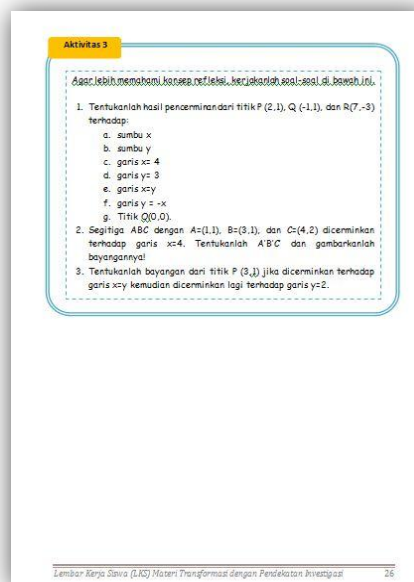 Aktivitas 3
Agar lebih memahami konsep refleksi, kerjakanlah soal-soal di bawah ini.
1. Tentukanlah hasil pencerminan dari titik P (2,1), Q (-1,1), dan R(7,-3)
terhadap:
a. sumbu x
b. sumbu y
c. garis x= 4
d. garis y= 3
e. garis x=y
f. garis y = -x
g. Titik O(0,0).
2. Segitiga ABC dengan A=(1,1), B=(3,1), dan C=(4,2) dicerminkan
terhadap garis x=4. Tentukanlah A'B'C' dan gambarkanlah
bayangannya!
3. Tentukanlah bayangan dari titik P (3,1) jika dicerminkan terhadap
garis x=y kemudian dicerminkan lagi terhadap garis y=2.
Lembar Kerja Siswa (LKS) Materi Transformasi dengan Pendekatan Investigasi 26